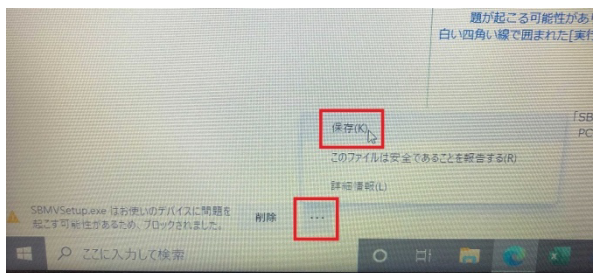 題が起こる可能性があ
白い四角い線で囲まれた[実行
「SB
PC
保存(K)
このファイルは安全であることを報告する(R)
詳細情報(L)
SBMVSetup.exe はお使いのデバイスに問題を
起こす可能性があるため、ブロックされました。
削除
...
ここに入力して検索